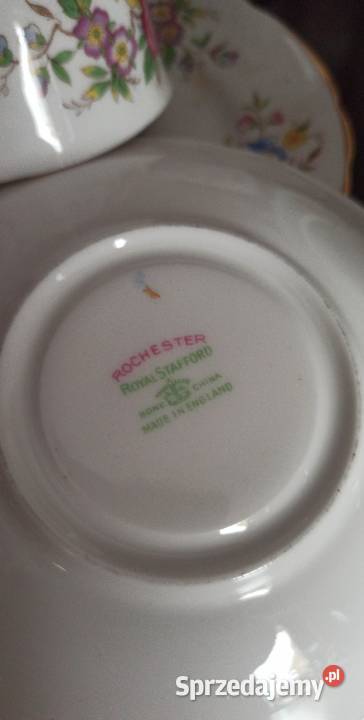 ROCHESTER
ROYAL STAFFORD
BONE CHINA
MADE IN ENGLAND
Sprzedajemy.pl